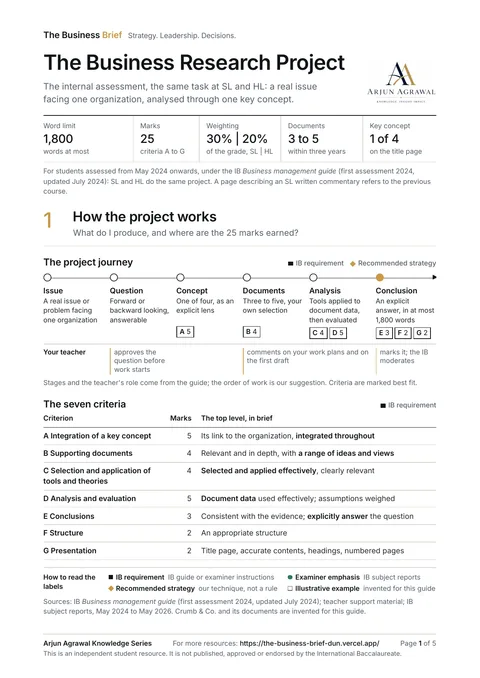 The Business Brief Strategy. Leadership. Decisions.
The Business Research Project
The internal assessment, the same task at SL and HL: a real issue
facing one organization, analysed through one key concept.
ARJUN AGRAWAL
Word limit Marks Weighting Documents Key concept
1,800 25 30% | 20% 3 to 5 1 of 4
words at most criteria A to G of the grade, SL | HL within three years on the title page
For students assessed from May 2024 onwards, under the IB Business management guide (first assessment 2024,
updated July 2024): SL and HL do the same project. A page describing an SL written commentary refers to the previous
course.
1 How the project works
What do I produce, and where are the 25 marks earned?
The project journey ■ IB requirement ◆ Recommended strategy
Issue Question Concept Documents Analysis Conclusion
A real issue or Forward or One of four, as an Three to five, your Tools applied to An explicit
problem facing backward looking, explicit lens own selection document data, answer, in at most
one organization answerable then evaluated 1,800 words
A 5 B 4 C 4 D 5 E 3 F 2 G 2
Your teacher approves the comments on your work plans and on marks it; the IB
question before the first draft moderates
work starts
Stages and the teacher's role come from the guide; the order of work is our suggestion. Criteria are marked best fit.
The seven criteria ■ IB requirement
Criterion Marks The top level, in brief
A Integration of a key concept 5 Its link to the organization, integrated throughout
B Supporting documents 4 Relevant and in depth, with a range of ideas and views
C Selection and application of 4 Selected and applied effectively, clearly relevant
tools and theories
D Analysis and evaluation 5 Document data used effectively; assumptions weighed
E Conclusions 3 Consistent with the evidence; explicitly answer the question
F Structure 2 An appropriate structure
G Presentation 2 Title page, accurate contents, headings, numbered pages
How to read the ■ IB requirement IB guide or examiner instructions ● Examiner emphasis IB subject reports
labels ◆ Recommended strategy our technique, not a rule □ Illustrative example invented for this guide
Sources: IB Business management guide (first assessment 2024, updated July 2024); teacher support material; IB
subject reports, May 2024 to May 2026. Crumb & Co. and its documents are invented for this guide.
Arjun Agrawal Knowledge Series For more resources: https://the-business-brief-dun.vercel.app/ Page 1 of 5
This is an independent student resource. It is not published, approved or endorsed by the International Baccalaureate.